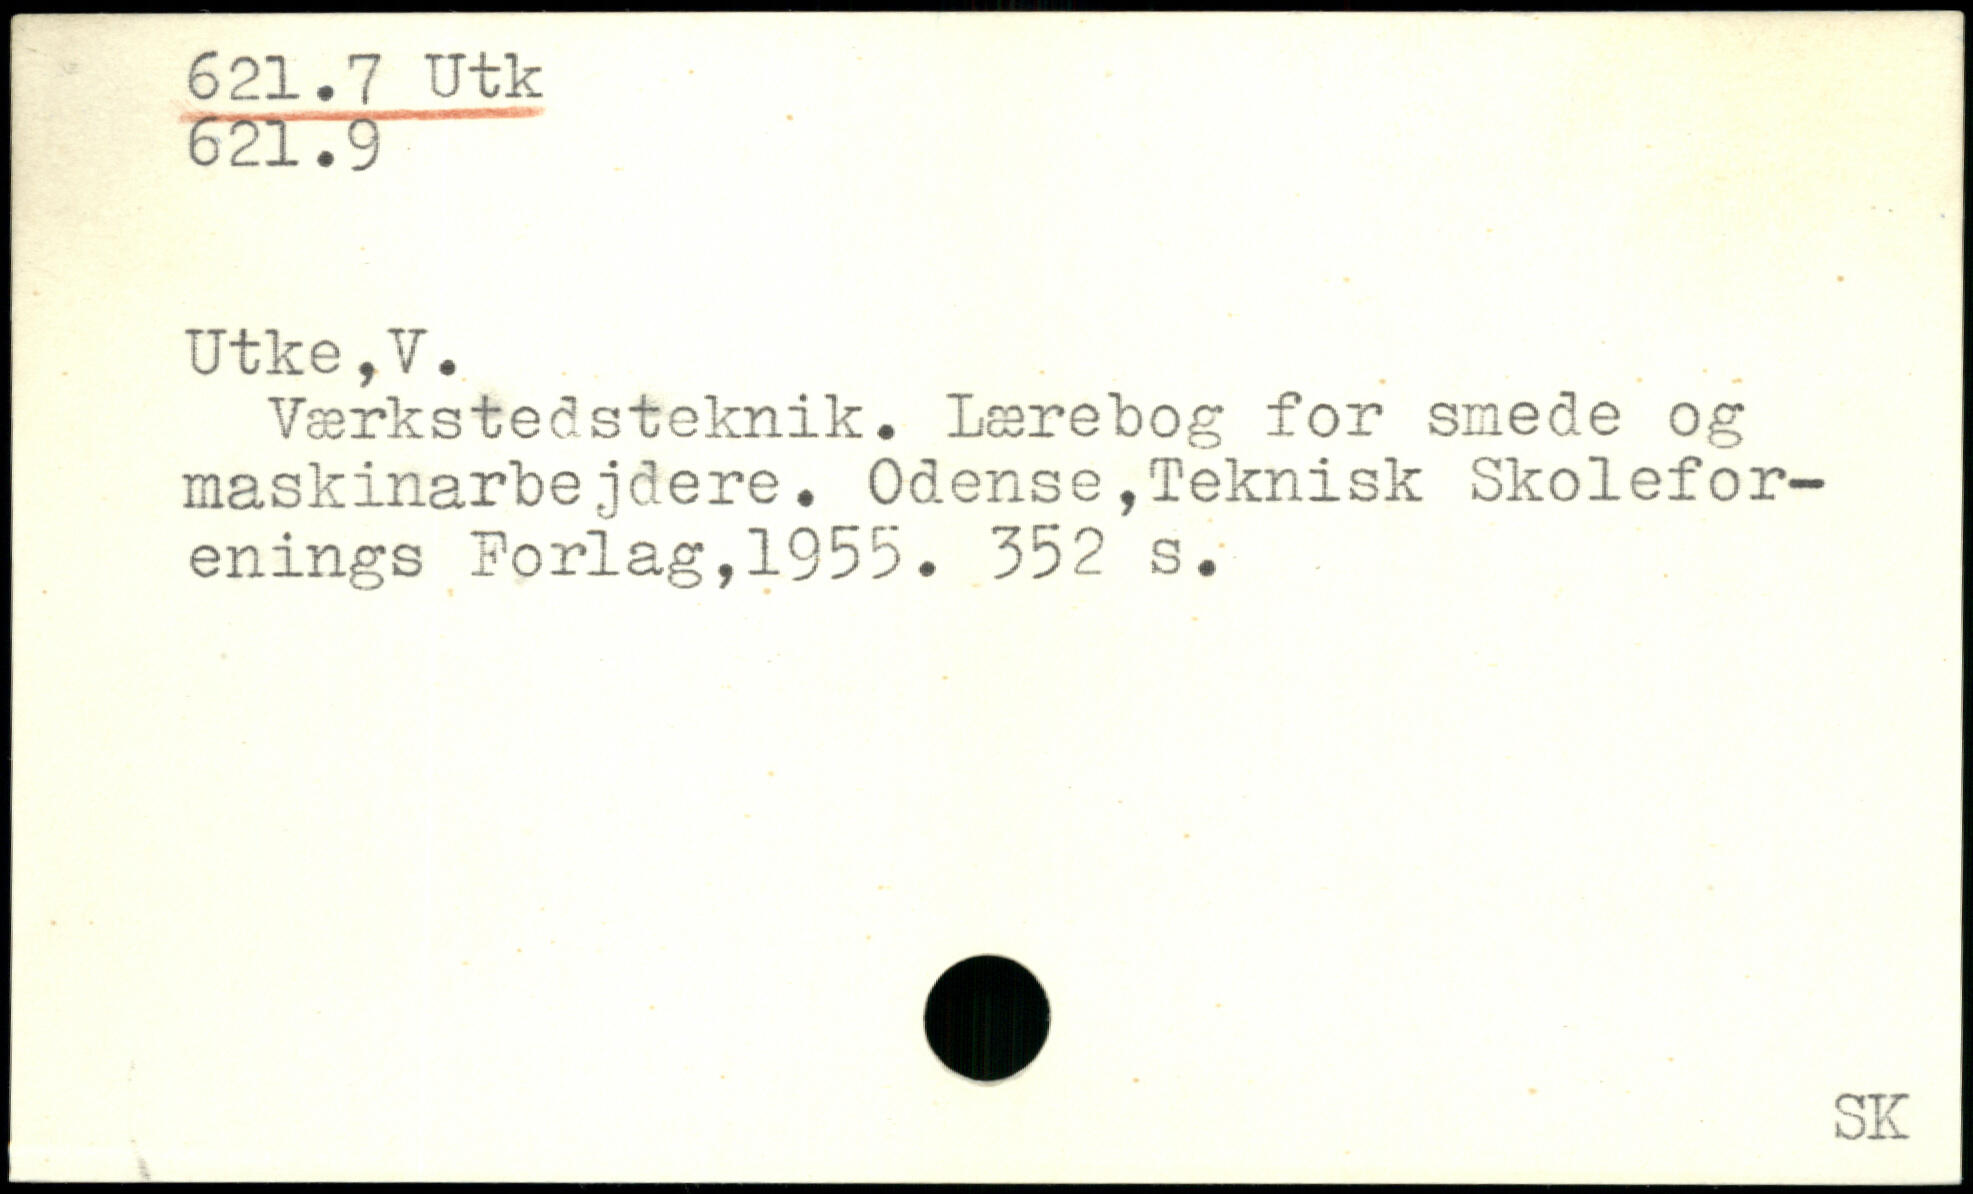 621.7 Utk
621.9
Utke,V.
Værkstedsteknik. Lærebog for smede og
maskinarbejdere. Odense,Teknisk Skolefor-
enings Forlag,1955. 352 s.
SK